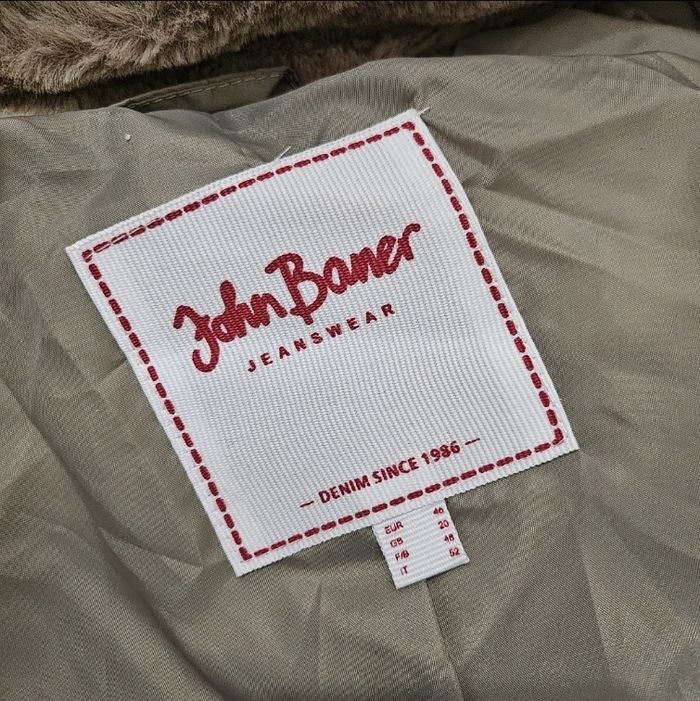 John Baner
JEANSWEAR
— DENIM SINCE 1986 —
EUR 46
GB 20
F/B 48
IT 52